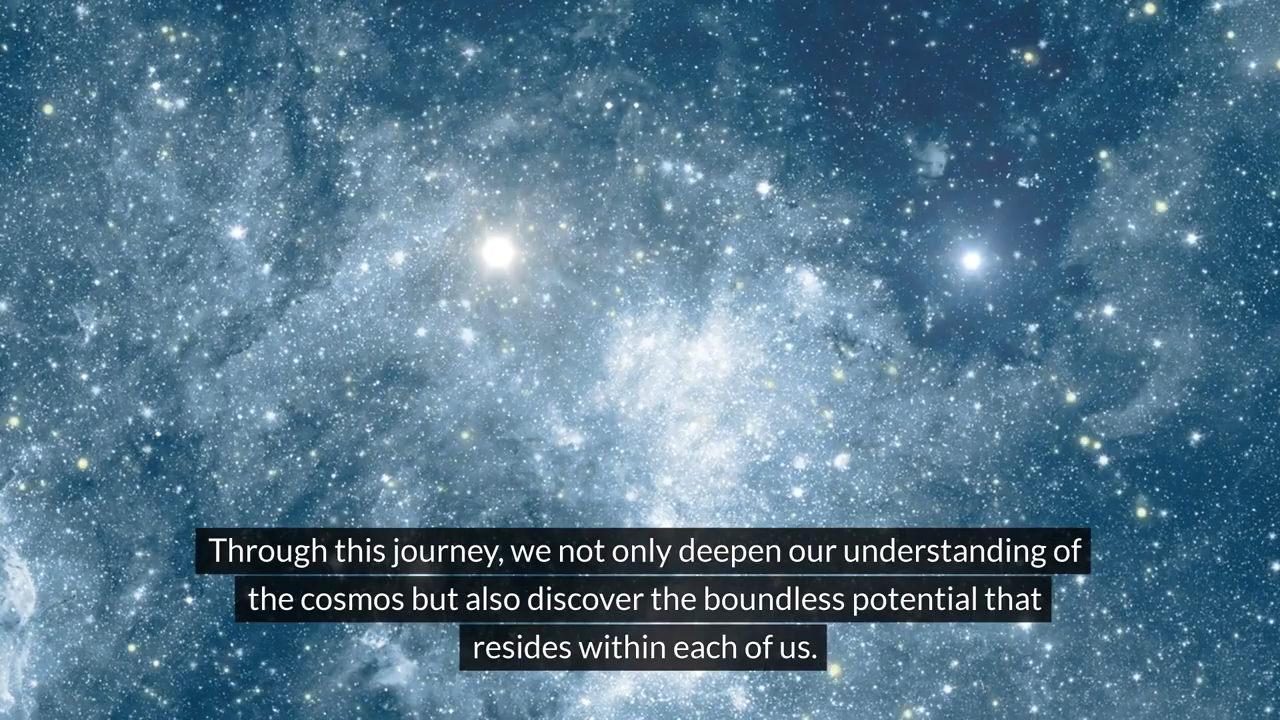 Through this journey, we not only deepen our understanding of
the cosmos but also discover the boundless potential that
resides within each of us.